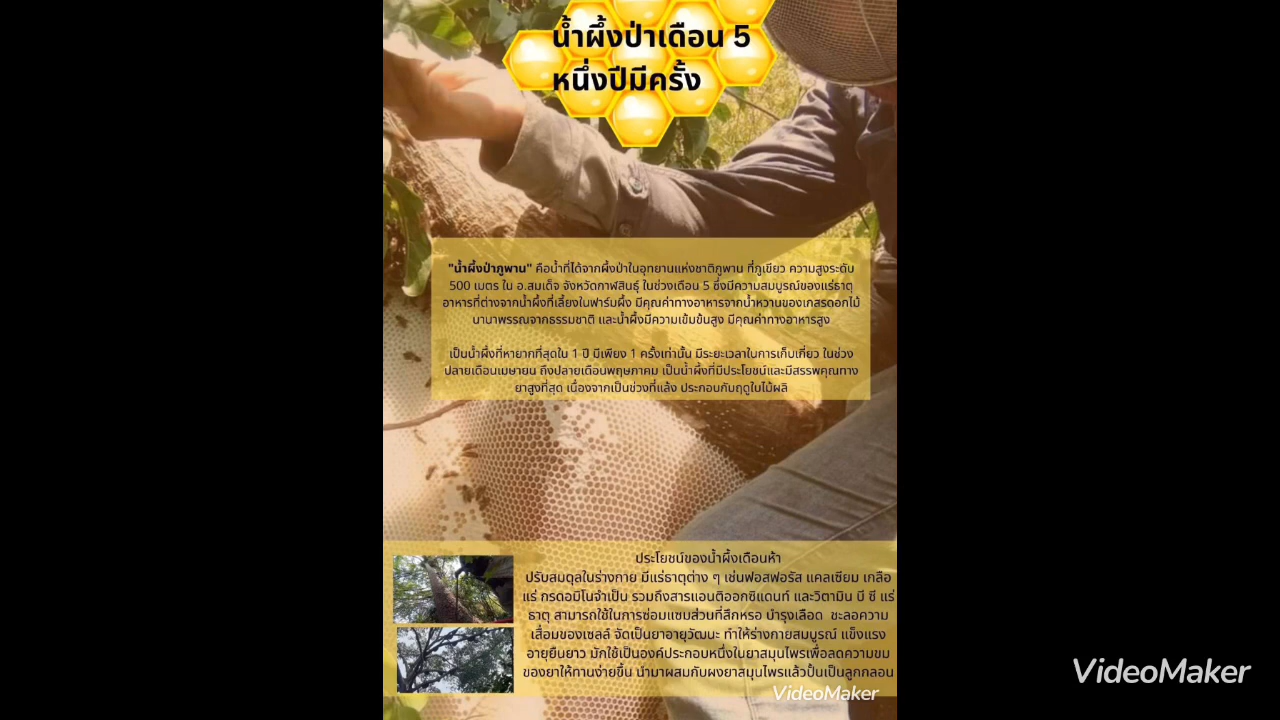 น้ำผึ้งป่าเดือน 5
หนึ่งปีมีครั้ง
"น้ำผึ้งป่าภูพาน" คือน้ำที่ได้จากผึ้งป่าในอุทยานแห่งชาติภูพาน ที่ภูเขียว ความสูงระดับ
500 เมตร ใน อ.สมเด็จ จังหวัดกาฬสินธุ์ ในช่วงเดือน 5 ซึ่งมีความสมบูรณ์ของแร่ธาตุ
อาหารที่ต่างจากน้ำผึ้งที่เลี้ยงในฟาร์มผึ้ง มีคุณค่าทางอาหารจากน้ำหวานของเกสรดอกไม้
นานาพรรณจากธรรมชาติ และน้ำผึ้งมีความเข้มข้นสูง มีคุณค่าทางอาหารสูง
เป็นน้ำผึ้งที่หายากที่สุดใน 1 ปี มีเพียง 1 ครั้งเท่านั้น มีระยะเวลาในการเก็บเกี่ยว ในช่วง
ปลายเดือนเมษายน ถึงปลายเดือนพฤษภาคม เป็นน้ำผึ้งที่มีประโยชน์และมีสรรพคุณทาง
ยาสูงที่สุด เนื่องจากเป็นช่วงที่แล้ง ประกอบกับฤดูใบไม้ผลิ
ประโยชน์ของน้ำผึ้งเดือนห้า
ปรับสมดุลในร่างกาย มีแร่ธาตุต่าง ๆ เช่นฟอสฟอรัส แคลเซียม เกลือ
แร่ กรดอมิโนจำเป็น รวมถึงสารแอนติออกซิแดนท์ และวิตามิน บี ซี แร่
ธาตุ สามารถใช้ในการซ่อมแซมส่วนที่สึกหรอ บำรุงเลือด ชะลอความ
เสื่อมของเซลล์ จัดเป็นยาอายุวัฒนะ ทำให้ร่างกายสมบูรณ์ แข็งแรง
อายุยืนยาว มักใช้เป็นองค์ประกอบหนึ่งในยาสมุนไพรเพื่อลดความขม
ของยาให้ทานง่ายขึ้น นำมาผสมกับผงยาสมุนไพรแล้วปั้นเป็นลูกกลอน
VideoMaker
VideoMaker